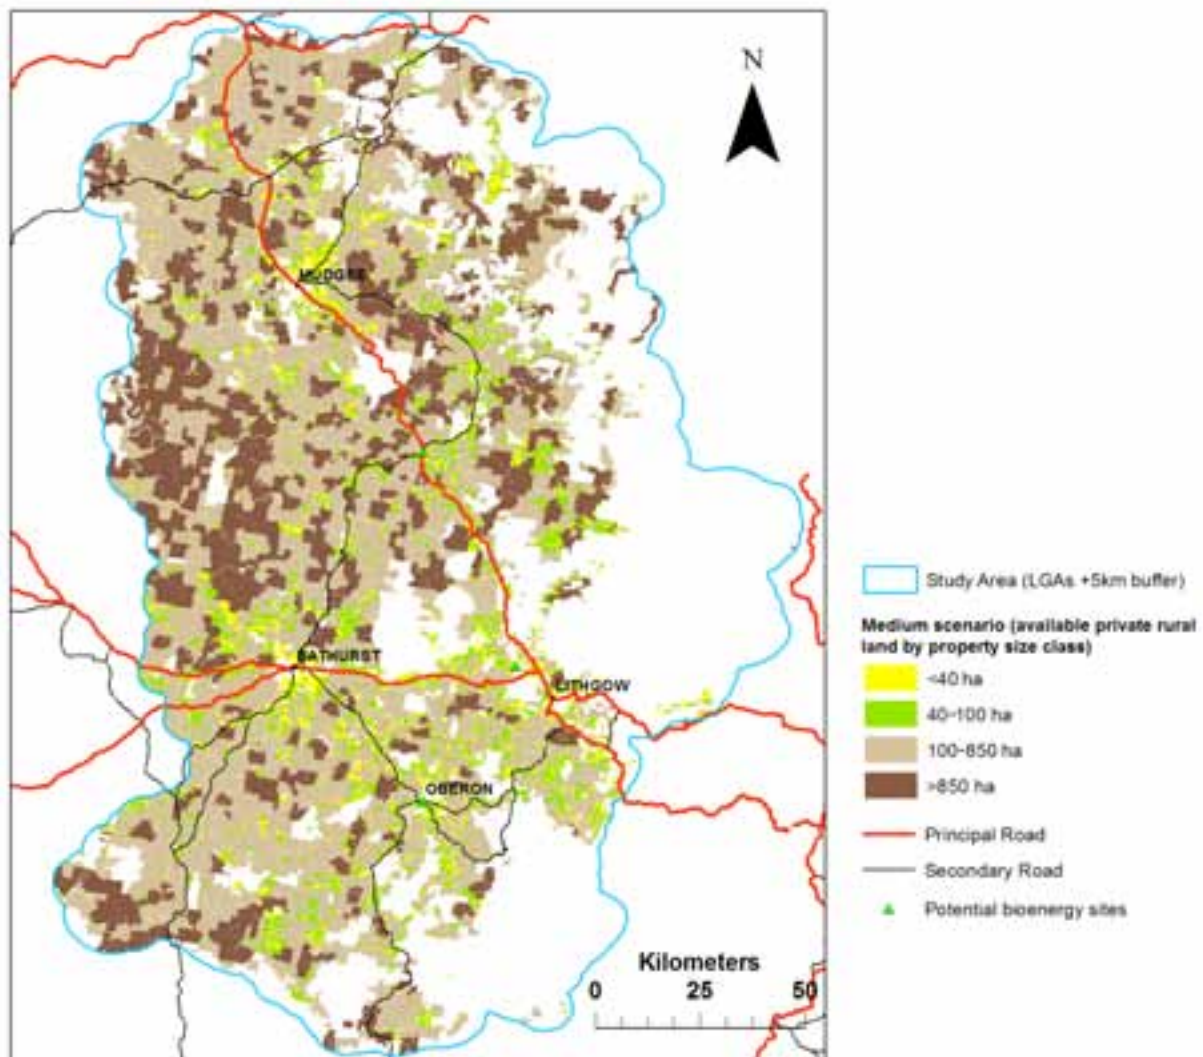 N
MUDGEE
BATHURST
LITHGOW
OBERON
Kilometers
0 25 50
Study Area (LGAs +5km buffer)
Medium scenario (available private rural
land by property size class)
<40 ha
40-100 ha
100-850 ha
>850 ha
Principal Road
Secondary Road
Potential bioenergy sites